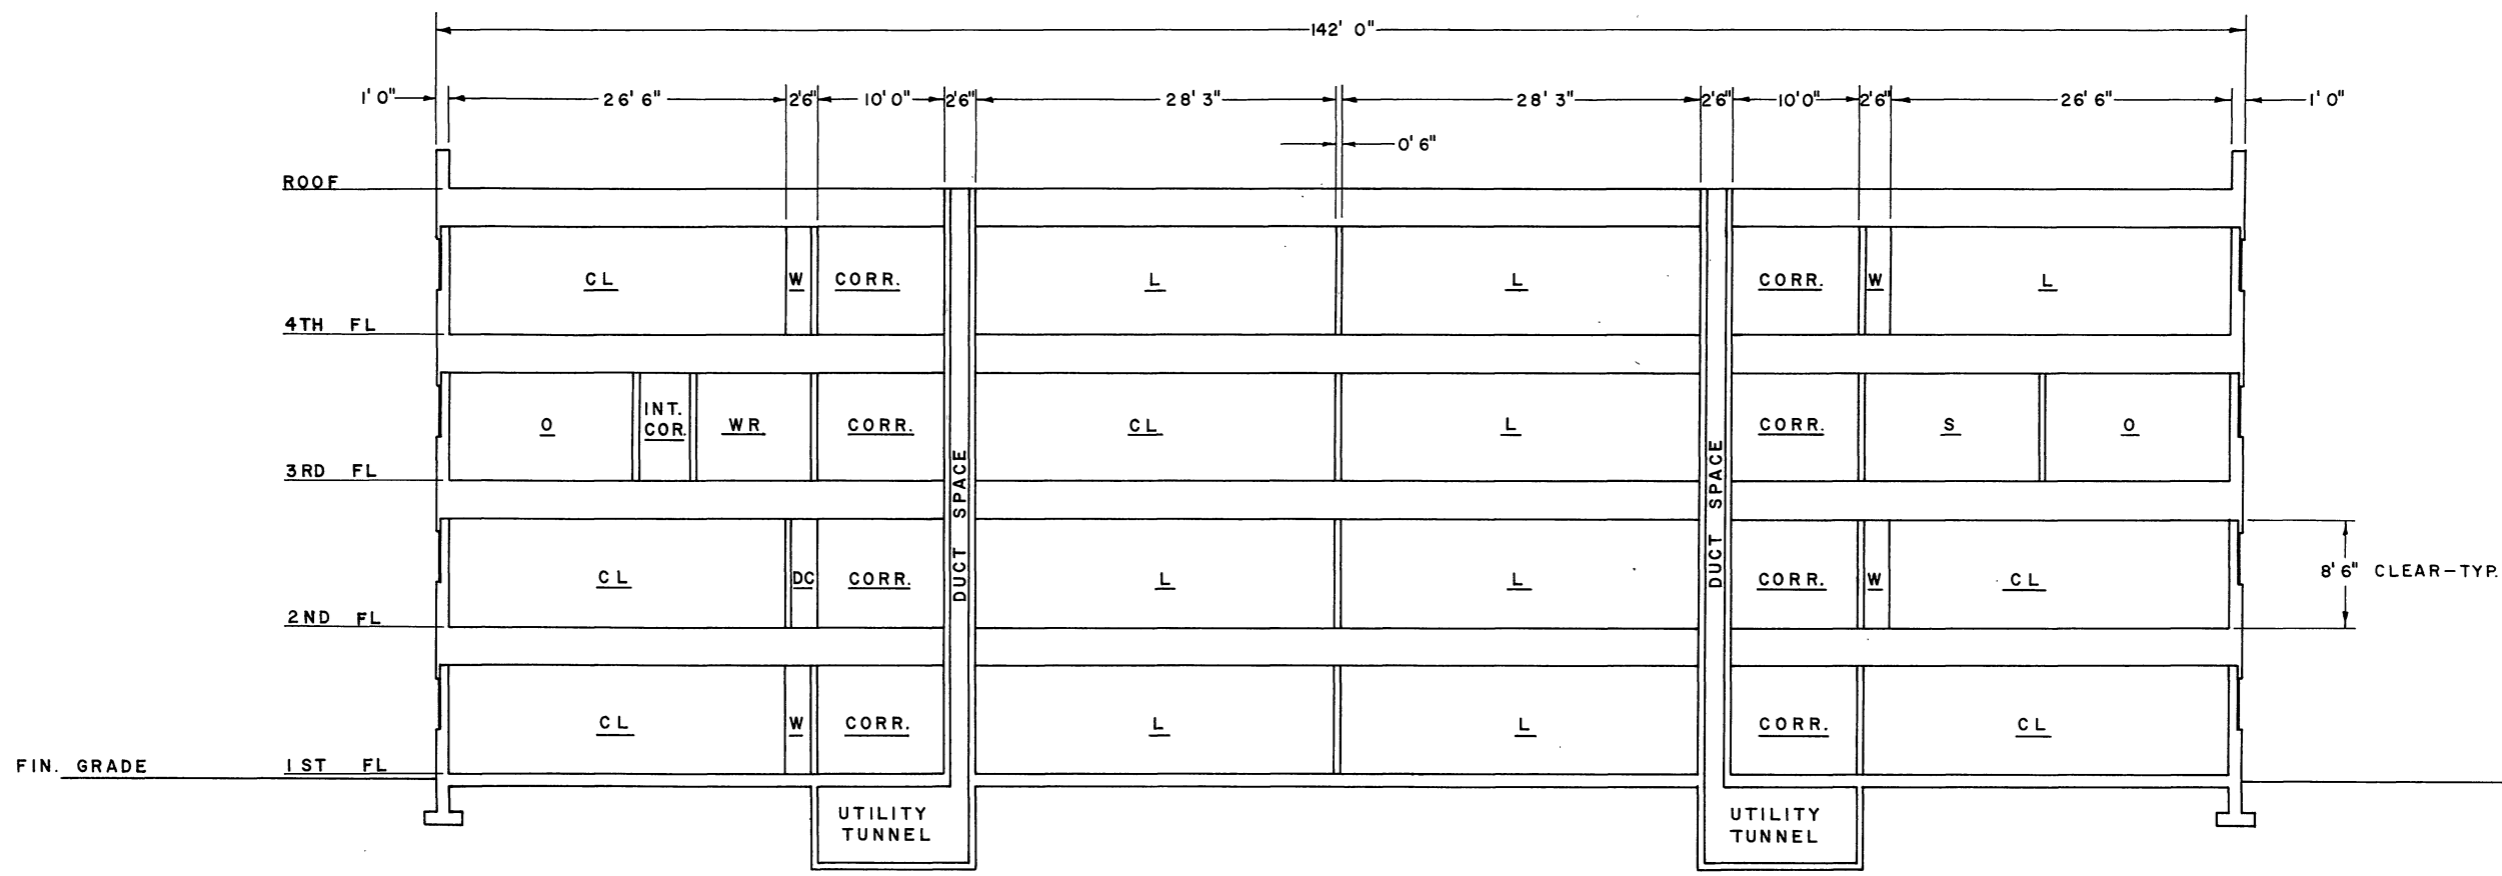 142' 0"
1' 0" 26' 6" 2'6" 10' 0" 2'6" 28' 3" 28' 3" 2'6" 10'0" 2'6" 26' 6" 1' 0"
0' 6"
ROOF
CL W CORR. L L CORR. W L
4TH FL
O INT. COR. WR CORR. CL L CORR. S O
3RD FL
DUCT SPACE
DUCT SPACE
CL DC CORR. L L CORR. W CL
8' 6" CLEAR-TYP.
2ND FL
CL W CORR. L L CORR. CL
FIN. GRADE 1ST FL
UTILITY TUNNEL
UTILITY TUNNEL